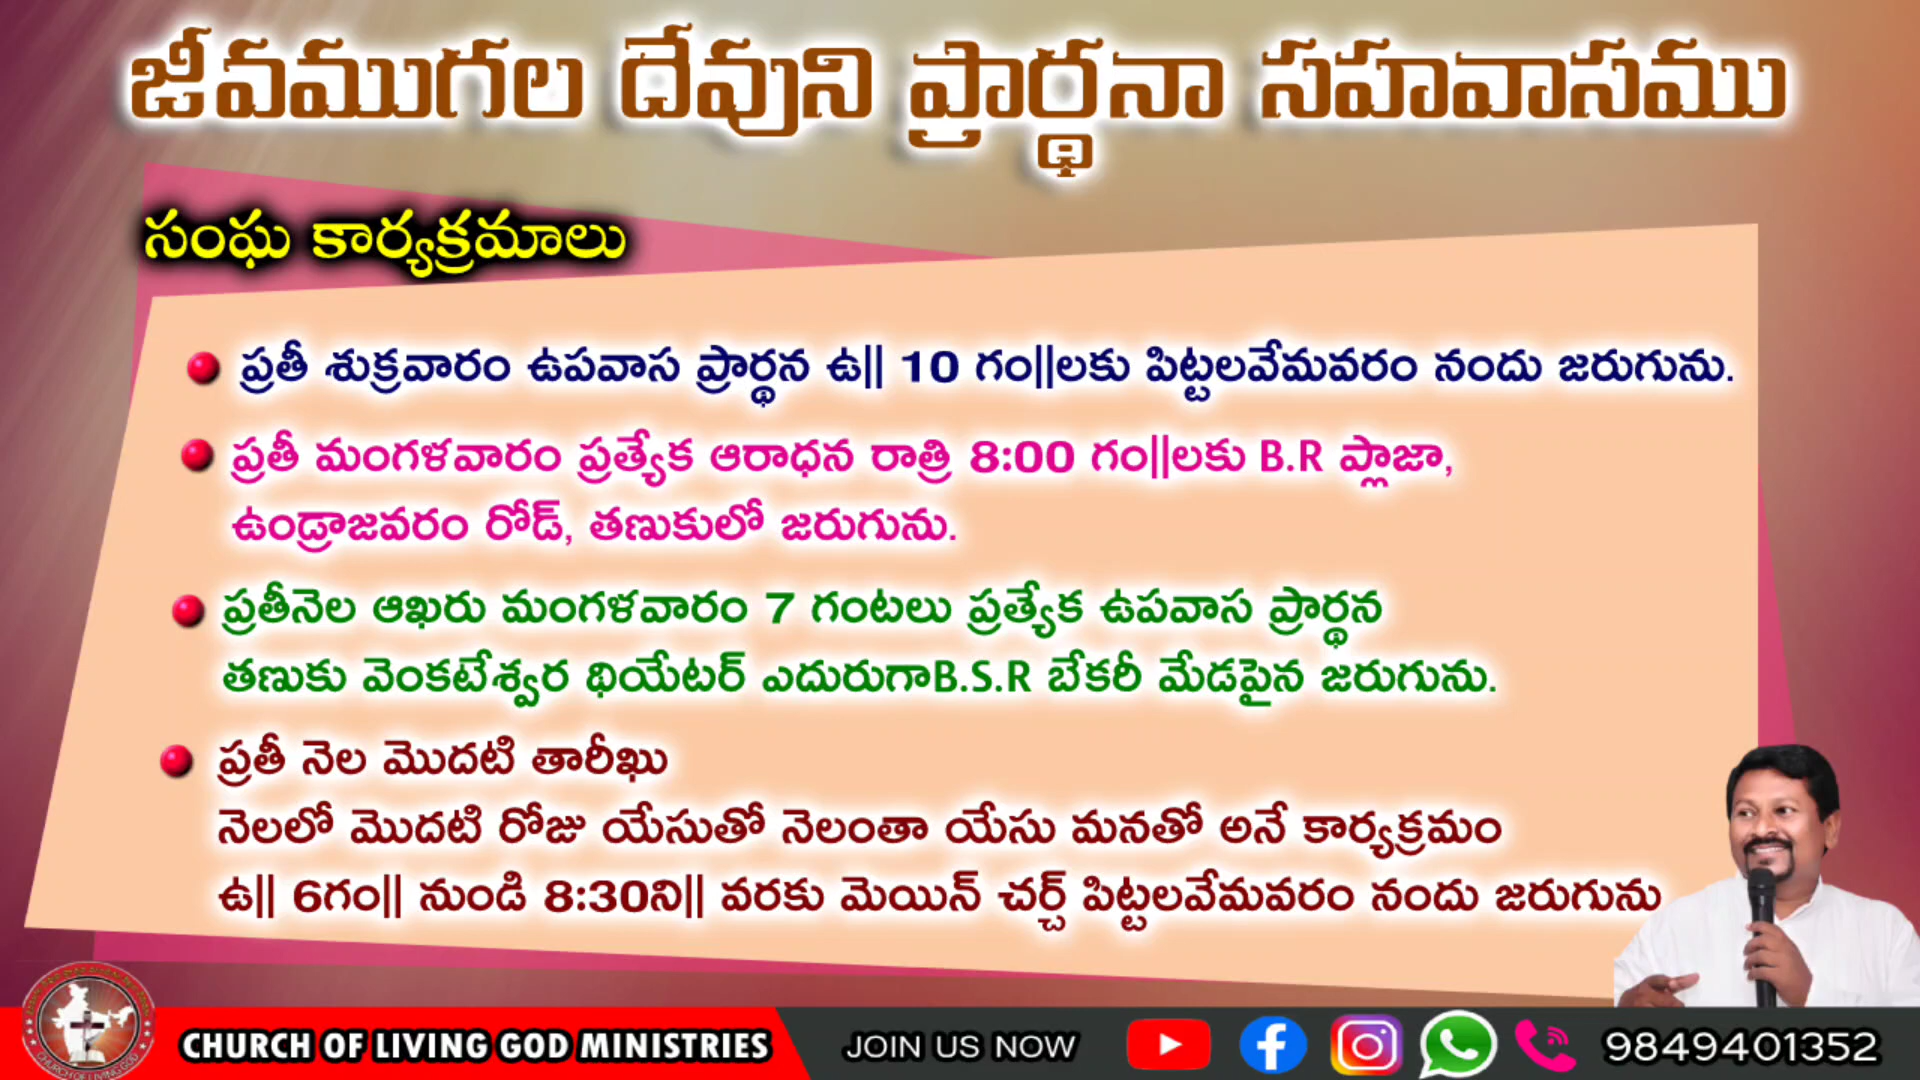 జీవముగల దేవుని ప్రార్థనా సహవాసము
సంఘ కార్యక్రమాలు
ప్రతీ శుక్రవారం ఉపవాస ప్రార్థన ఉ|| 10 గం||లకు పిట్టలవేమవరం నందు జరుగును.
ప్రతీ మంగళవారం ప్రత్యేక ఆరాధన రాత్రి 8:00 గం||లకు B.R ప్లాజా,
ఉండ్రాజవరం రోడ్, తణుకులో జరుగును.
ప్రతీనెల ఆఖరు మంగళవారం 7 గంటలు ప్రత్యేక ఉపవాస ప్రార్థన
తణుకు వెంకటేశ్వర థియేటర్ ఎదురుగాB.S.R బేకరీ మేడపైన జరుగును.
ప్రతీ నెల మొదటి తారీఖు
నెలలో మొదటి రోజు యేసుతో నెలంతా యేసు మనతో అనే కార్యక్రమం
ఉ|| 6గం|| నుండి 8:30ని|| వరకు మెయిన్ చర్చ్ పిట్టలవేమవరం నందు జరుగును
CHURCH OF LIVING GOD MINISTRIES
JOIN US NOW
9849401352